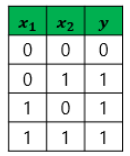 x₁ x₂ y
0 0 0
0 1 1
1 0 1
1 1 1